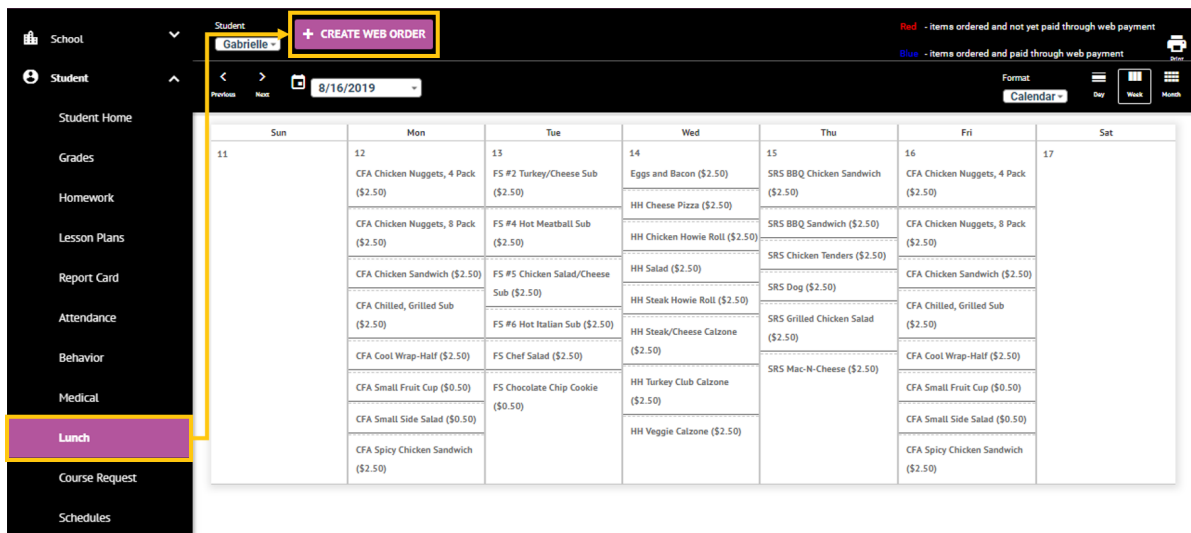 School
Student
Student Home
Grades
Homework
Lesson Plans
Report Card
Attendance
Behavior
Medical
Lunch
Course Request
Schedules
Student
Gabrielle
+ CREATE WEB ORDER
Red - items ordered and not yet paid through web payment
Blue - items ordered and paid through web payment
Print
Previous
Next
8/16/2019
Format
Calendar
Day
Week
Month
Sun
Mon
Tue
Wed
Thu
Fri
Sat
11
12
CFA Chicken Nuggets, 4 Pack
($2.50)
CFA Chicken Nuggets, 8 Pack
($2.50)
CFA Chicken Sandwich ($2.50)
CFA Chilled, Grilled Sub
($2.50)
CFA Cool Wrap-Half ($2.50)
CFA Small Fruit Cup ($0.50)
CFA Small Side Salad ($0.50)
CFA Spicy Chicken Sandwich
($2.50)
13
FS #2 Turkey/Cheese Sub
($2.50)
FS #4 Hot Meatball Sub
($2.50)
FS #5 Chicken Salad/Cheese
Sub ($2.50)
FS #6 Hot Italian Sub ($2.50)
FS Chef Salad ($2.50)
FS Chocolate Chip Cookie
($0.50)
14
Eggs and Bacon ($2.50)
HH Cheese Pizza ($2.50)
HH Chicken Howie Roll ($2.50)
HH Salad ($2.50)
HH Steak Howie Roll ($2.50)
HH Steak/Cheese Calzone
($2.50)
HH Turkey Club Calzone
($2.50)
HH Veggie Calzone ($2.50)
15
SRS BBQ Chicken Sandwich
($2.50)
SRS BBQ Sandwich ($2.50)
SRS Chicken Tenders ($2.50)
SRS Dog ($2.50)
SRS Grilled Chicken Salad
($2.50)
SRS Mac-N-Cheese ($2.50)
16
CFA Chicken Nuggets, 4 Pack
($2.50)
CFA Chicken Nuggets, 8 Pack
($2.50)
CFA Chicken Sandwich ($2.50)
CFA Chilled, Grilled Sub
($2.50)
CFA Cool Wrap-Half ($2.50)
CFA Small Fruit Cup ($0.50)
CFA Small Side Salad ($0.50)
CFA Spicy Chicken Sandwich
($2.50)
17